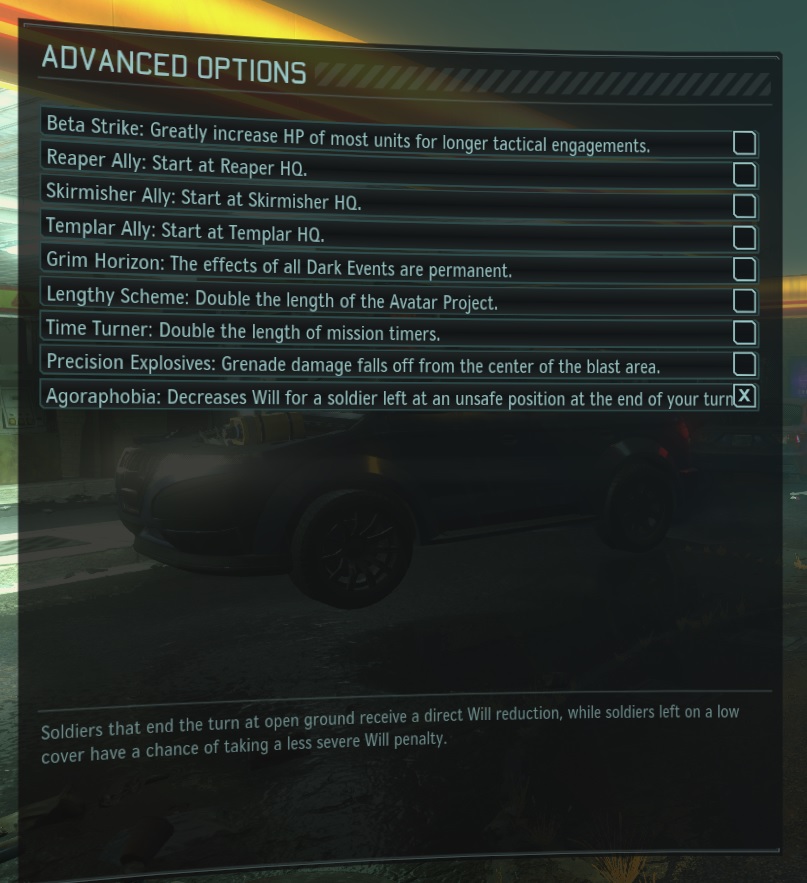 ADVANCED OPTIONS
Beta Strike: Greatly increase HP of most units for longer tactical engagements.
Reaper Ally: Start at Reaper HQ.
Skirmisher Ally: Start at Skirmisher HQ.
Templar Ally: Start at Templar HQ.
Grim Horizon: The effects of all Dark Events are permanent.
Lengthy Scheme: Double the length of the Avatar Project.
Time Turner: Double the length of mission timers.
Precision Explosives: Grenade damage falls off from the center of the blast area.
Agoraphobia: Decreases Will for a soldier left at an unsafe position at the end of your turn X
Soldiers that end the turn at open ground receive a direct Will reduction, while soldiers left on a low
cover have a chance of taking a less severe Will penalty.